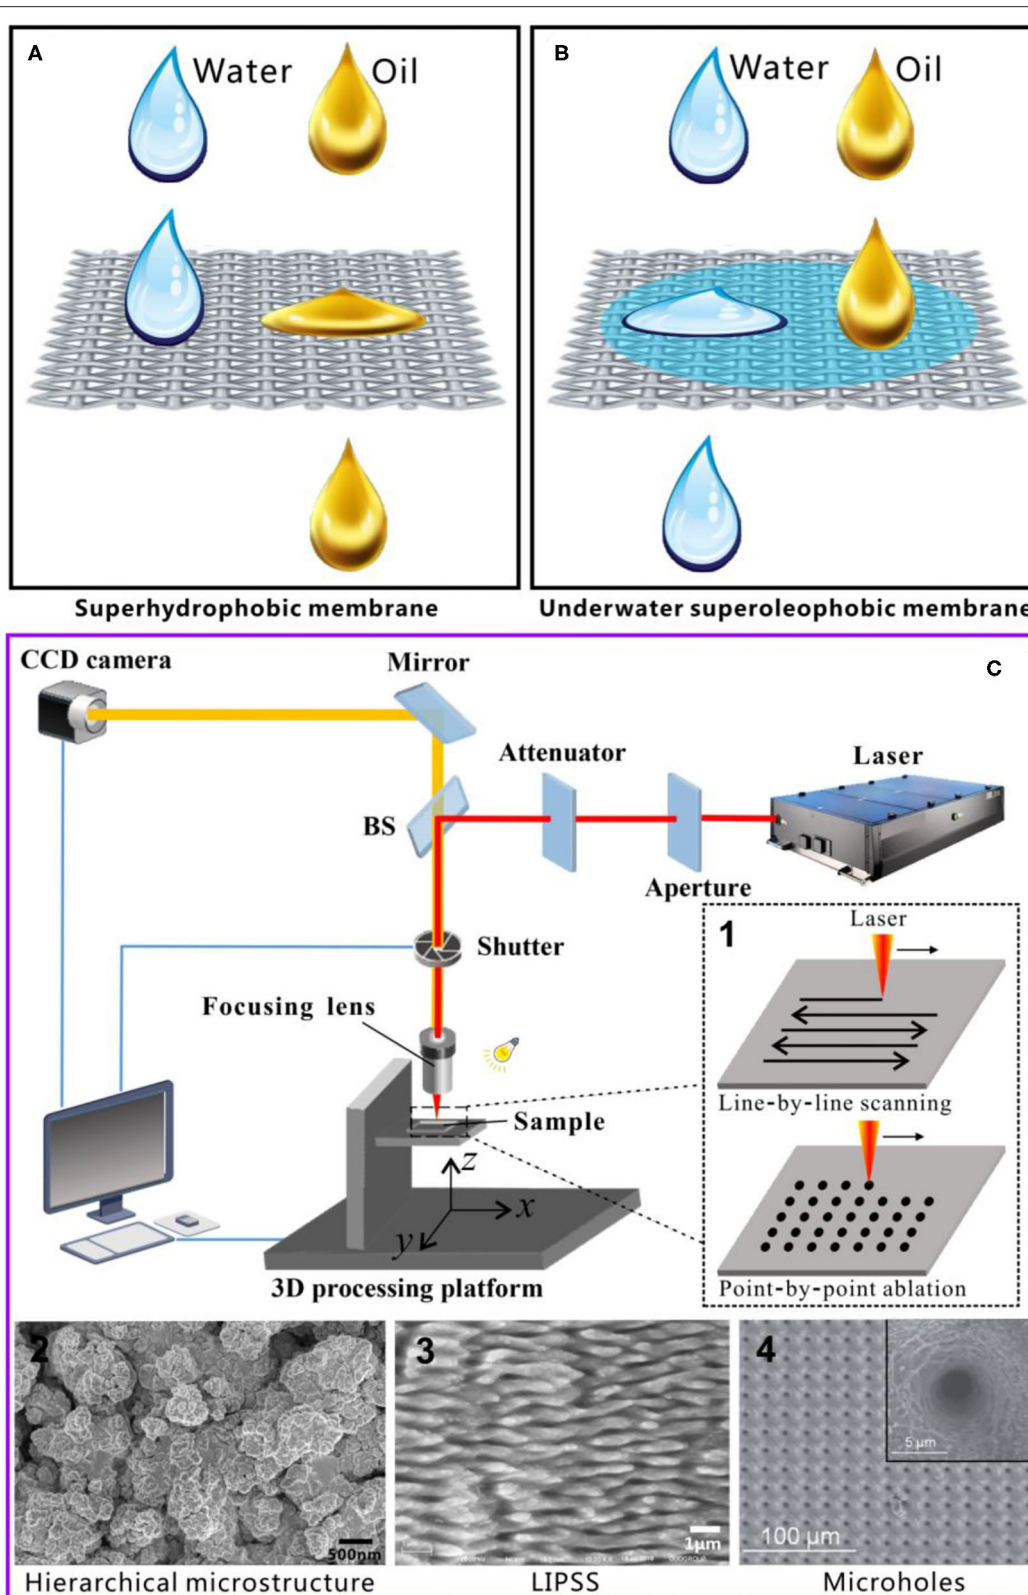 A
Water
Oil
B
Water
Oil
Superhydrophobic membrane
Underwater superoleophobic membrane
C
CCD camera
Mirror
Attenuator
Laser
BS
Aperture
Shutter
Focusing lens
Sample
z
x
y
3D processing platform
1
Laser
Line-by-line scanning
Point-by-point ablation
2
500nm
3
1μm
4
5 μm
100 μm
Hierarchical microstructure
LIPSS
Microholes